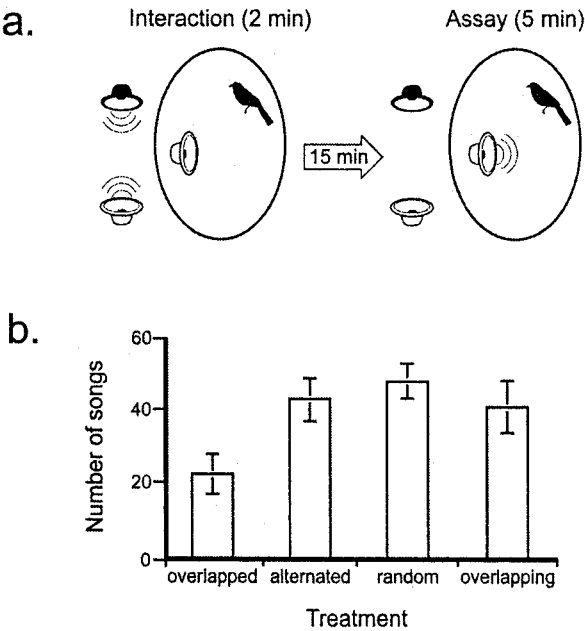 a.
Interaction (2 min)
Assay (5 min)
15 min
b.
60
40
20
0
Number of songs
overlapped alternated random overlapping
Treatment